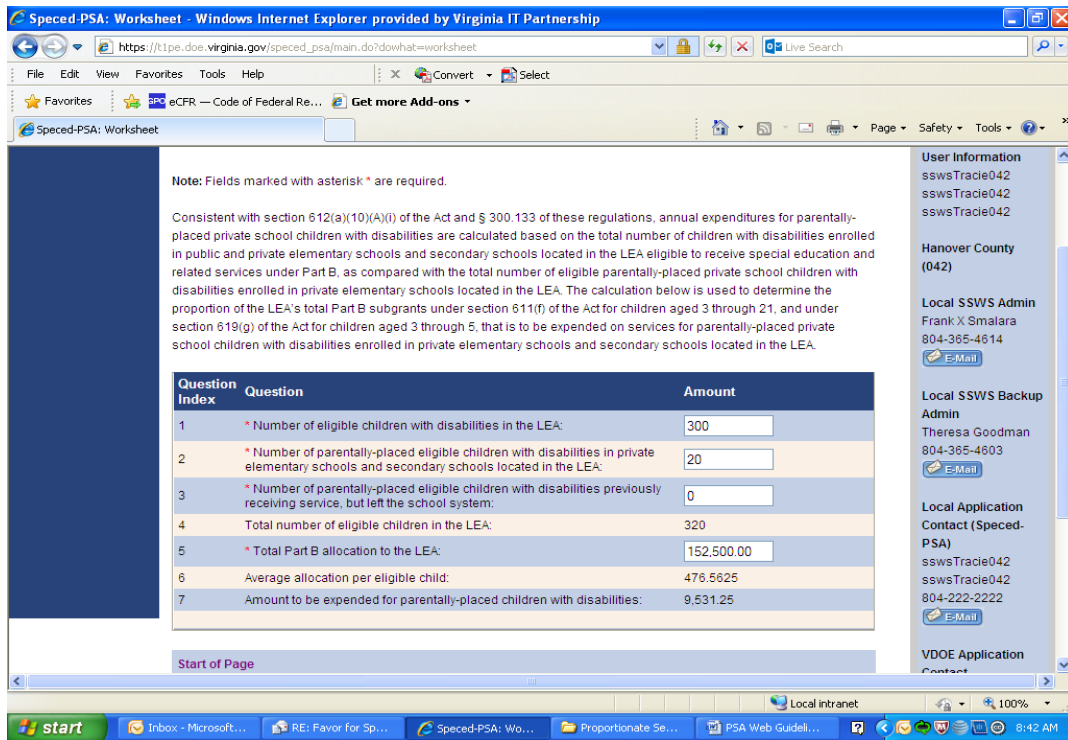 Speced-PSA: Worksheet - Windows Internet Explorer provided by Virginia IT Partnership
https://t1pe.doe.virginia.gov/speced_psa/main.do?dowhat=worksheet
Live Search
File Edit View Favorites Tools Help
X Convert Select
Favorites
GPO eCFR — Code of Federal Re...
Get more Add-ons
Speced-PSA: Worksheet
Page Safety Tools
»
Note: Fields marked with asterisk * are required.
Consistent with section 612(a)(10)(A)(i) of the Act and § 300.133 of these regulations, annual expenditures for parentally-
placed private school children with disabilities are calculated based on the total number of children with disabilities enrolled
in public and private elementary schools and secondary schools located in the LEA eligible to receive special education and
related services under Part B, as compared with the total number of eligible parentally-placed private school children with
disabilities enrolled in private elementary schools located in the LEA. The calculation below is used to determine the
proportion of the LEA's total Part B subgrants under section 611(f) of the Act for children aged 3 through 21, and under
section 619(g) of the Act for children aged 3 through 5, that is to be expended on services for parentally-placed private
school children with disabilities enrolled in private elementary schools and secondary schools located in the LEA.
Question Index Question Amount
1 * Number of eligible children with disabilities in the LEA: 300
2 * Number of parentally-placed eligible children with disabilities in private
elementary schools and secondary schools located in the LEA: 20
3 * Number of parentally-placed eligible children with disabilities previously
receiving service, but left the school system: 0
4 Total number of eligible children in the LEA: 320
5 * Total Part B allocation to the LEA: 152,500.00
6 Average allocation per eligible child: 476.5625
7 Amount to be expended for parentally-placed children with disabilities: 9,531.25
Start of Page
User Information
sswsTracie042
sswsTracie042
sswsTracie042
Hanover County
(042)
Local SSWS Admin
Frank X Smalara
804-365-4614
E-Mail
Local SSWS Backup
Admin
Theresa Goodman
804-365-4603
E-Mail
Local Application
Contact (Speced-
PSA)
sswsTracie042
sswsTracie042
804-222-2222
E-Mail
VDOE Application
Contact
Local intranet
100%
start
Inbox - Microsoft...
RE: Favor for Sp...
Speced-PSA: Wo...
Proportionate Se...
PSA Web Guideli...
8:42 AM